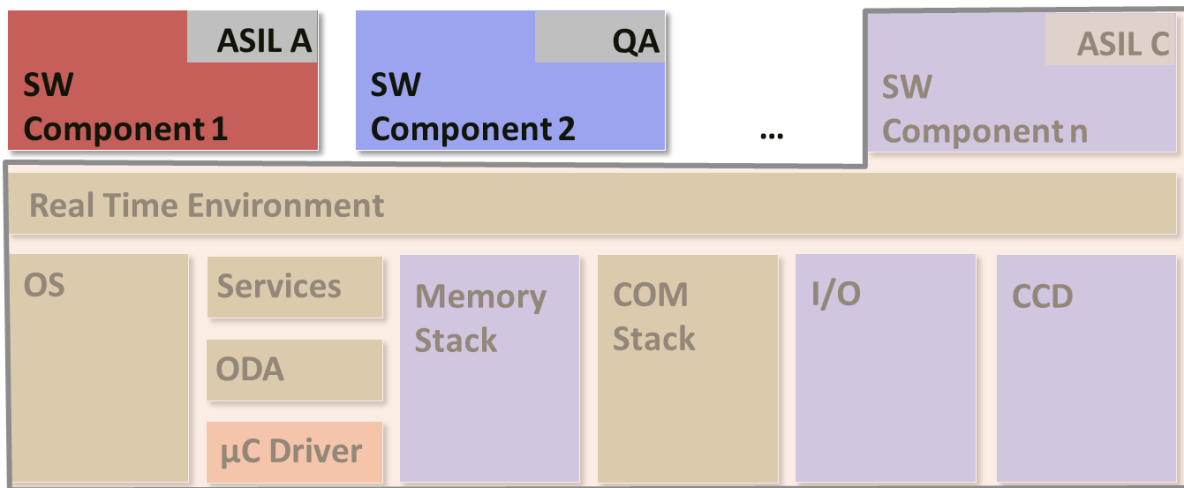 ASIL A
SW
Component 1
QA
SW
Component 2
...
ASIL C
SW
Component n
Real Time Environment
OS
Services
ODA
µC Driver
Memory
Stack
COM
Stack
I/O
CCD